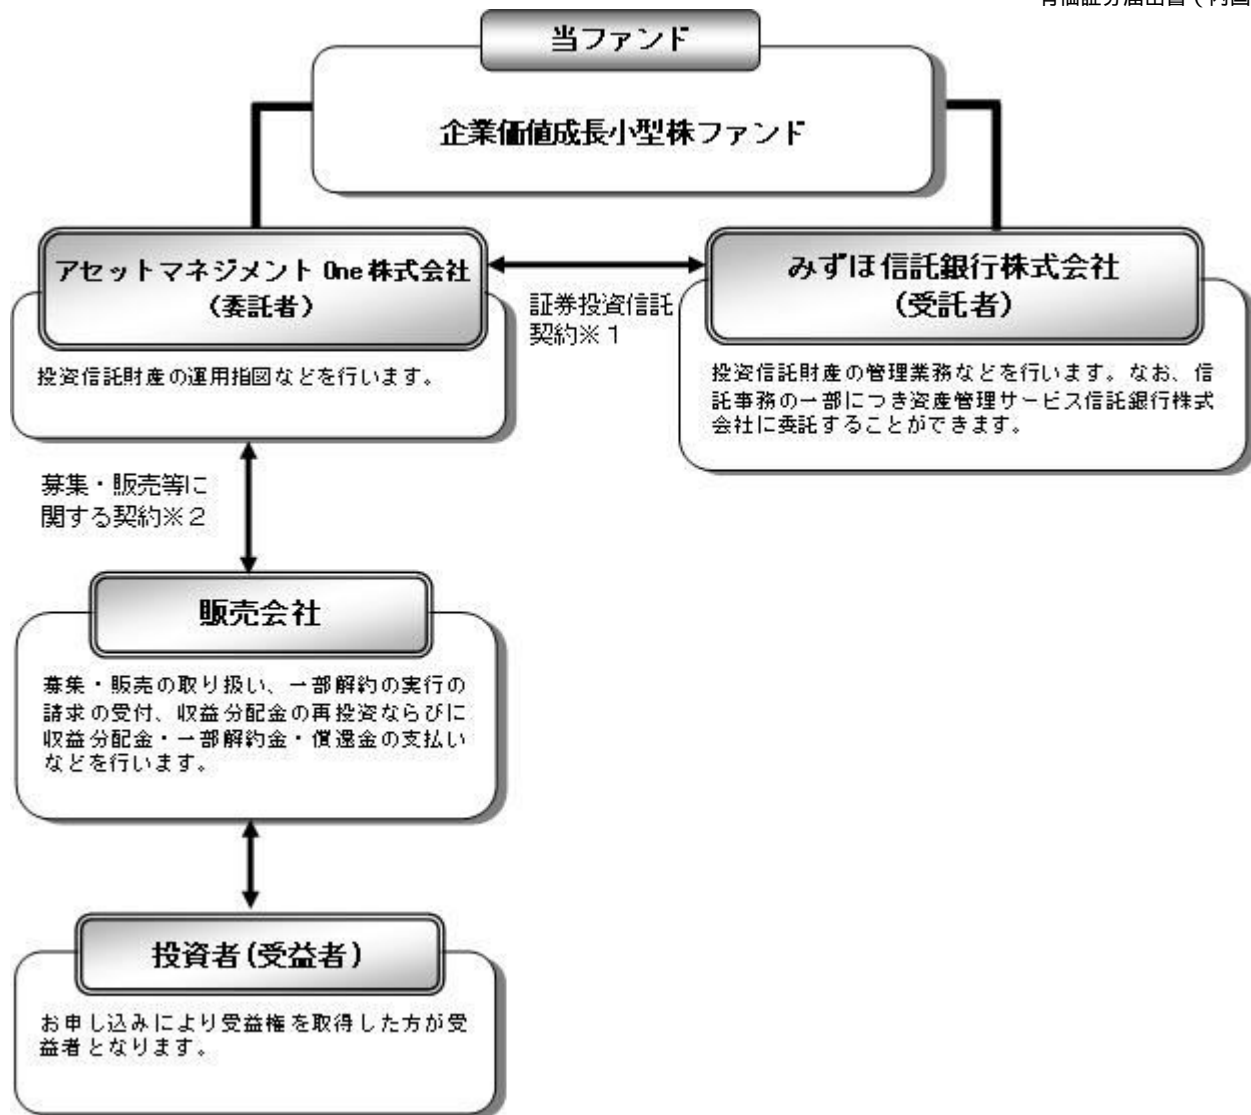 当ファンド
企業価値成長小型株ファンド
アセットマネジメントOne株式会社
(委託者)
投資信託財産の運用指図などを行います。
証券投資信託
契約※1
みずほ信託銀行株式会社
(受託者)
投資信託財産の管理業務などを行います。なお、信
託事務の一部につき資産管理サービス信託銀行株式
会社に委託することができます。
募集・販売等に
関する契約※2
販売会社
募集・販売の取り扱い、一部解約の実行の
請求の受付、収益分配金の再投資ならびに
収益分配金・一部解約金・償還金の支払い
などを行います。
投資者(受益者)
お申し込みにより受益権を取得した方が受
益者となります。